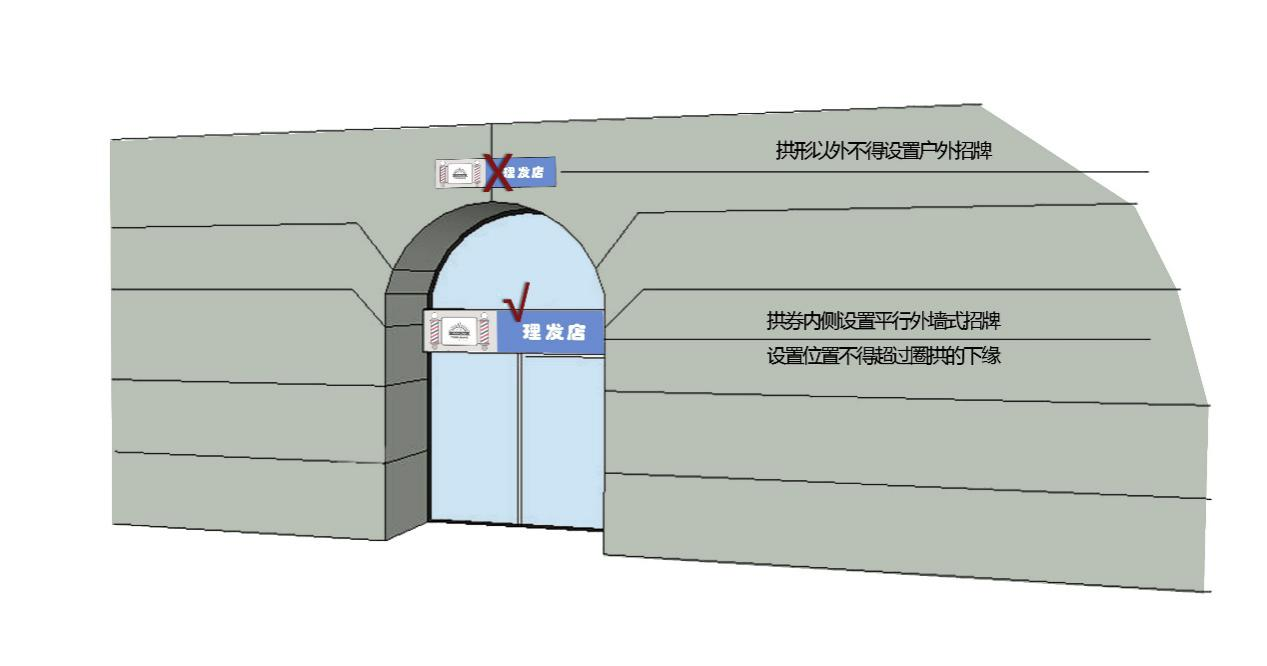 拱形以外不得设置户外招牌
理发店
拱券内侧设置平行外墙式招牌
理发店
设置位置不得超过圈拱的下缘